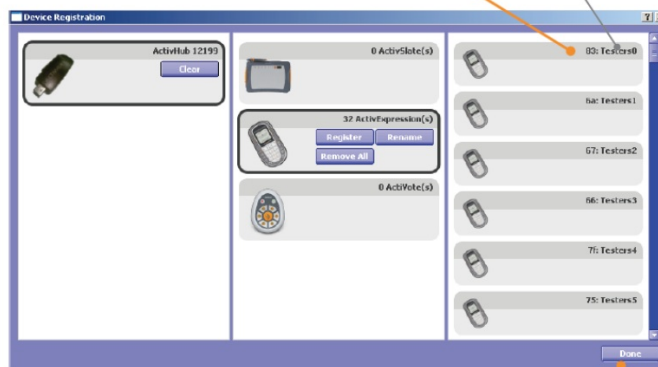 Device Registration
ActivHub 12199
Clear
0 ActivSlate(s)
32 ActivExpression(s)
Register Rename
Remove All
0 ActiVote(s)
83: Testers0
6a: Testers1
67: Testers2
66: Testers3
7f: Testers4
75: Testers5
Done